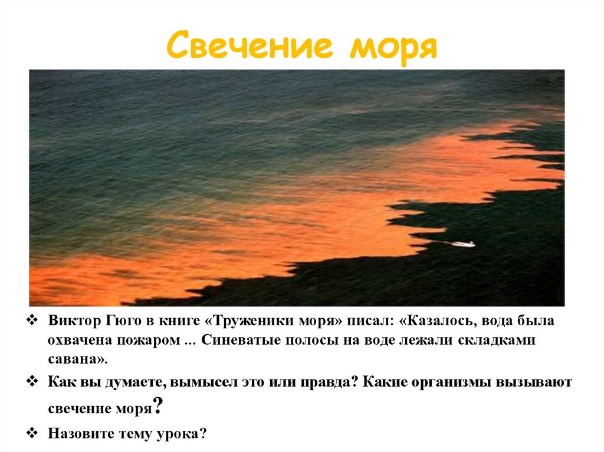 Свечение моря
❖ Виктор Гюго в книге «Труженики моря» писал: «Казалось, вода была
охвачена пожаром ... Синеватые полосы на воде лежали складками
савана».
❖ Как вы думаете, вымысел это или правда? Какие организмы вызывают
свечение моря?
❖ Назовите тему урока?